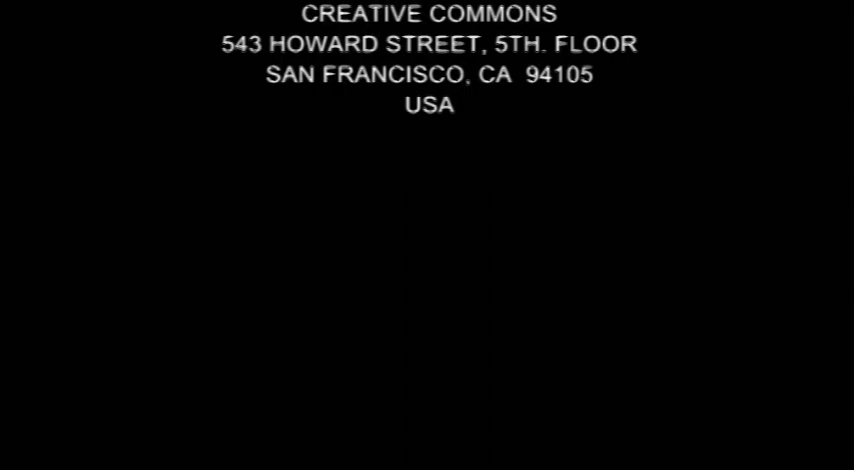 CREATIVE COMMONS
543 HOWARD STREET, 5TH. FLOOR
SAN FRANCISCO, CA  94105
USA